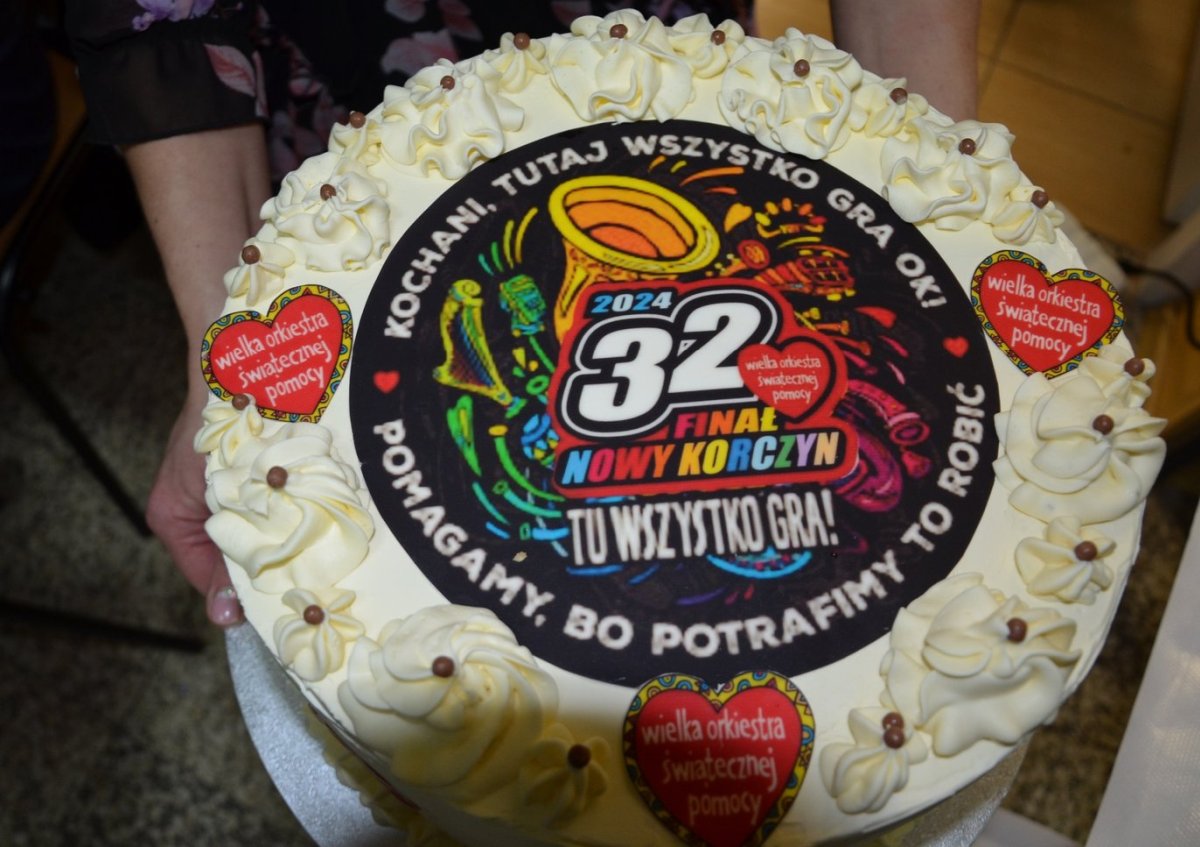 KOCHANI, TUTAJ WSZYSTKO GRA OK!
2024
32
wielka orkiestra
świątecznej
pomocy
FINAŁ
NOWY KORCZYN
TU WSZYSTKO GRA!
POMAGAMY, BO POTRAFIMY TO ROBIĆ
wielka orkiestra
świątecznej
pomocy
wielka orkiestra
świątecznej
pomocy
wielka orkiestra
świątecznej
pomocy